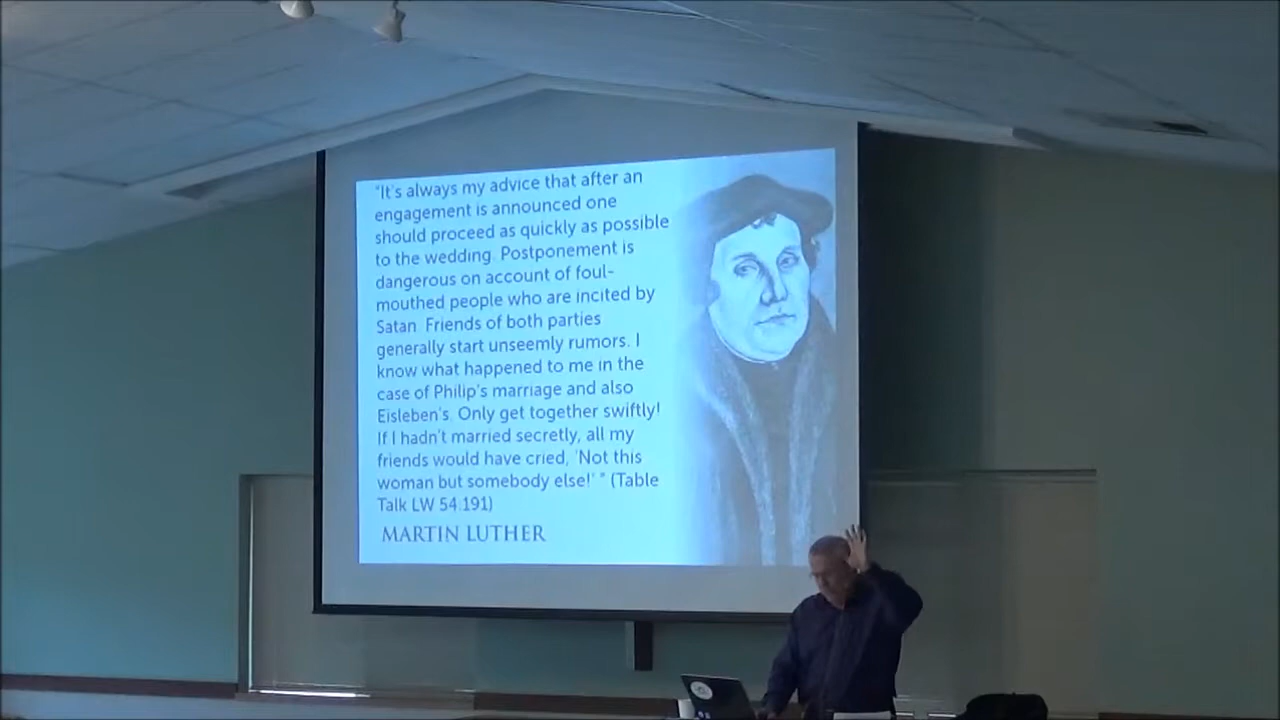 "It's always my advice that after an
engagement is announced one
should proceed as quickly as possible
to the wedding. Postponement is
dangerous on account of foul-
mouthed people who are incited by
Satan. Friends of both parties
generally start unseemly rumors. I
know what happened to me in the
case of Philip's marriage and also
Eisleben's. Only get together swiftly!
If I hadn't married secretly, all my
friends would have cried, 'Not this
woman but somebody else!' " (Table
Talk LW 54:191)
MARTIN LUTHER